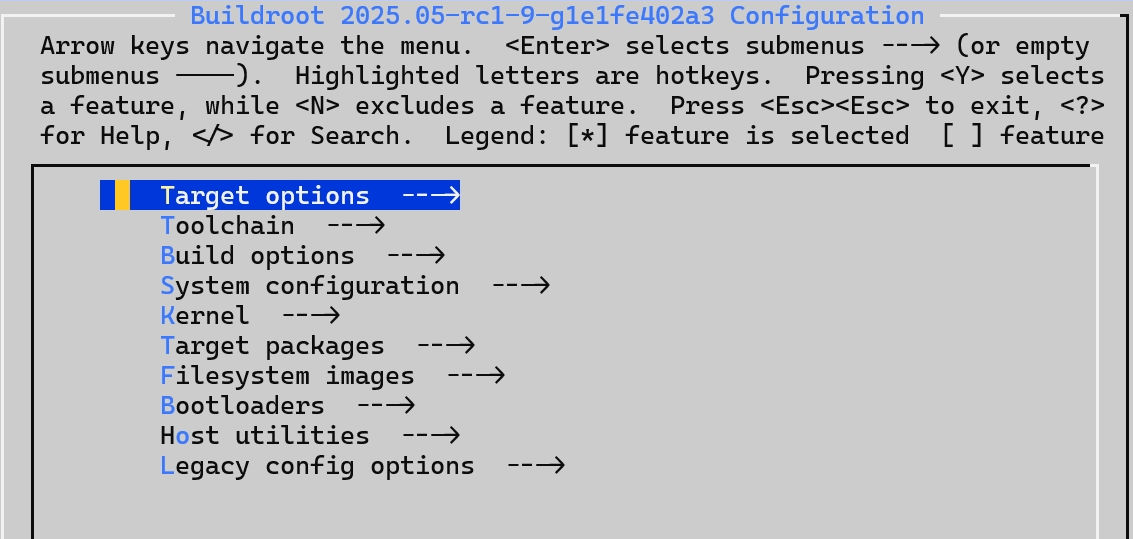 Buildroot 2025.05-rc1-9-g1e1fe402a3 Configuration
Arrow keys navigate the menu.  <Enter> selects submenus ---> (or empty
submenus ----).  Highlighted letters are hotkeys.  Pressing <Y> selects
a feature, while <N> excludes a feature.  Press <Esc><Esc> to exit, <?>
for Help, </> for Search.  Legend: [*] feature is selected  [ ] feature
Target options  --->
Toolchain  --->
Build options  --->
System configuration  --->
Kernel  --->
Target packages  --->
Filesystem images  --->
Bootloaders  --->
Host utilities  --->
Legacy config options  --->